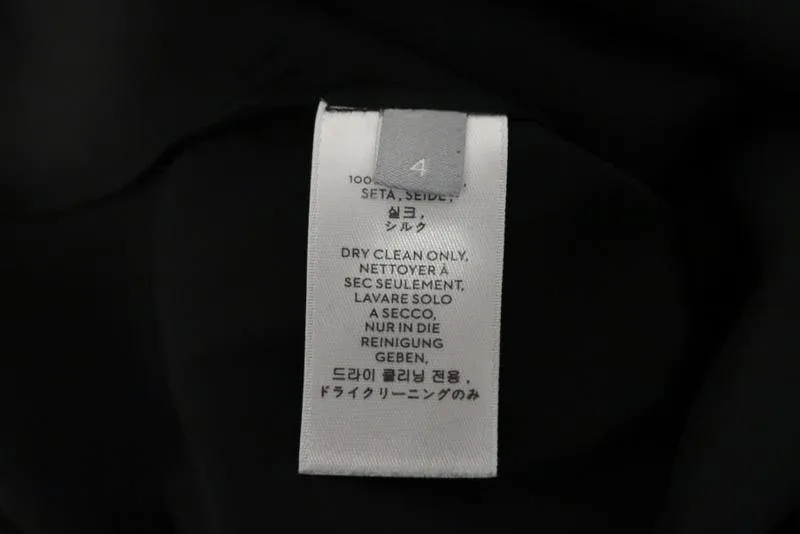 4
100
SETA, SEIDE,
실크,
シルク
DRY CLEAN ONLY,
NETTOYER À
SEC SEULEMENT,
LAVARE SOLO
A SECCO,
NUR IN DIE
REINIGUNG
GEBEN,
드라이 클리닝 전용,
ドライクリーニングのみ